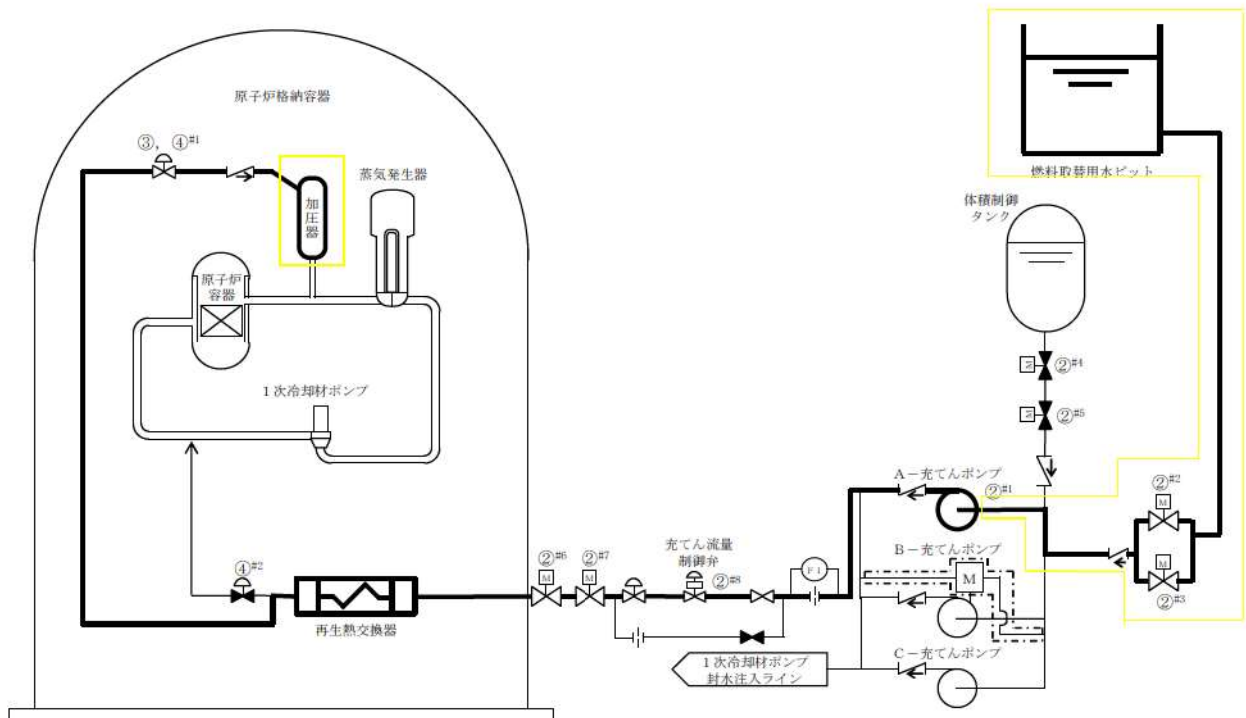 原子炉格納容器
③，④#1
加圧器
蒸気発生器
原子炉
容器
1次冷却材ポンプ
④#2
再生熱交換器
燃料取替用水ピット
体積制御
タンク
M
②#4
M
②#5
A－充てんポンプ
②#1
②#2
M
M
②#3
B－充てんポンプ
M
C－充てんポンプ
②#6
M
②#7
M
充てん流量
制御弁
②#8
FI
1次冷却材ポンプ
封水注入ライン